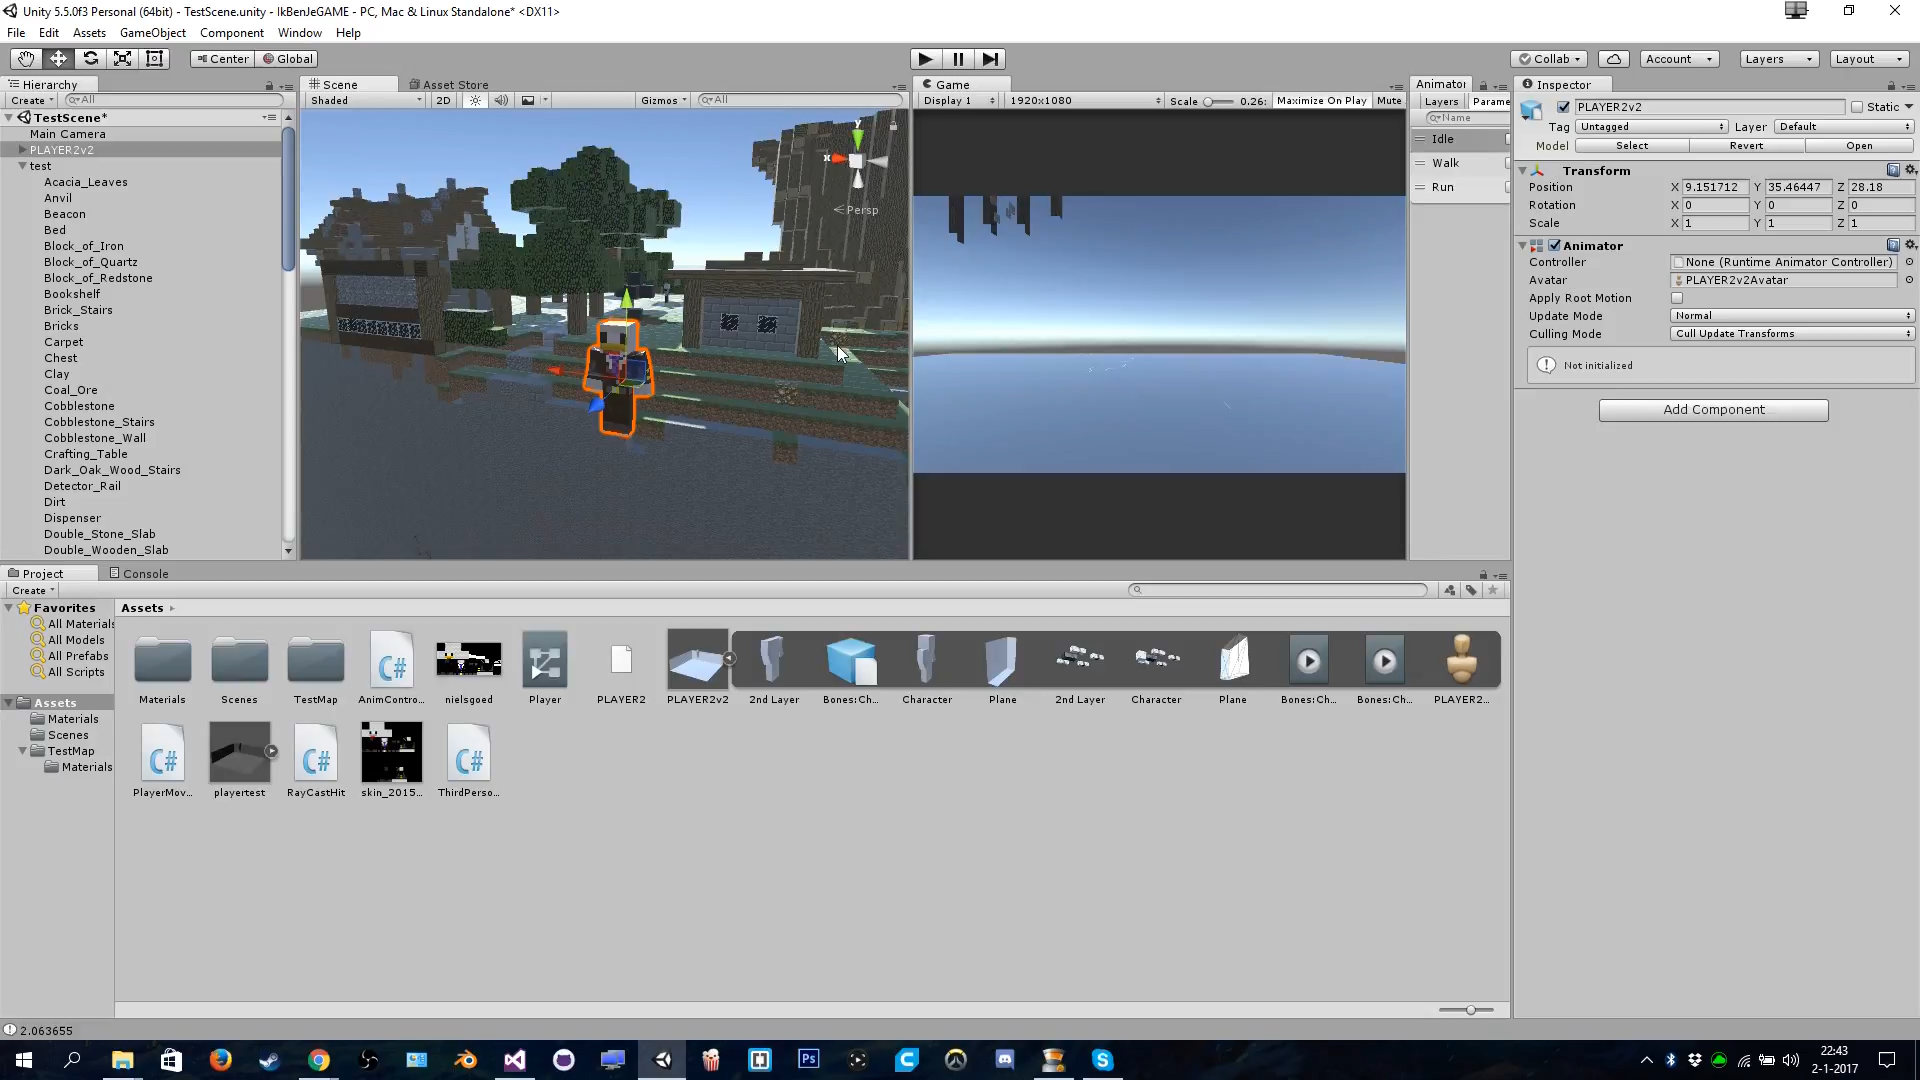 Unity 5.5.0f3 Personal (64bit) - TestScene.unity - IkBenJeGAME - PC, Mac & Linux Standalone* <DX11>
File Edit Assets GameObject Component Window Help
Center Global Collab Account Layers Layout
Hierarchy Scene Asset Store Game Animator Inspector
Create All Shaded 2D Gizmos All Display 1 1920x1080 Scale 0.26: Maximize On Play Mute Layers Parame
TestScene*
Main Camera
PLAYER2v2
test
Acacia_Leaves
Anvil
Beacon
Bed
Block_of_Iron
Block_of_Quartz
Block_of_Redstone
Bookshelf
Brick_Stairs
Bricks
Carpet
Chest
Clay
Coal_Ore
Cobblestone
Cobblestone_Stairs
Cobblestone_Wall
Crafting_Table
Dark_Oak_Wood_Stairs
Detector_Rail
Dirt
Dispenser
Double_Stone_Slab
Double_Wooden_Slab
y
x
Persp
Name
Idle
Walk
Run
PLAYER2v2 Static
Tag Untagged Layer Default
Model Select Revert Open
Transform
Position X 9.151712 Y 35.46447 Z 28.18
Rotation X 0 Y 0 Z 0
Scale X 1 Y 1 Z 1
Animator
Controller None (Runtime Animator Controller)
Avatar PLAYER2v2Avatar
Apply Root Motion
Update Mode Normal
Culling Mode Cull Update Transforms
Not initialized
Add Component
Project Console
Create
Favorites
All Materials
All Models
All Prefabs
All Scripts
Assets
Materials
Scenes
TestMap
Materials
Assets
Materials Scenes TestMap AnimContro... nielsgoed Player PLAYER2 PLAYER2v2 2nd Layer Bones:Ch... Character Plane 2nd Layer Character Plane Bones:Ch... Bones:Ch... PLAYER2...
C#
C# C# C#
PlayerMov... playertest RayCastHit skin_2015... ThirdPerso...
2.063655
Ps
22:43
2-1-2017